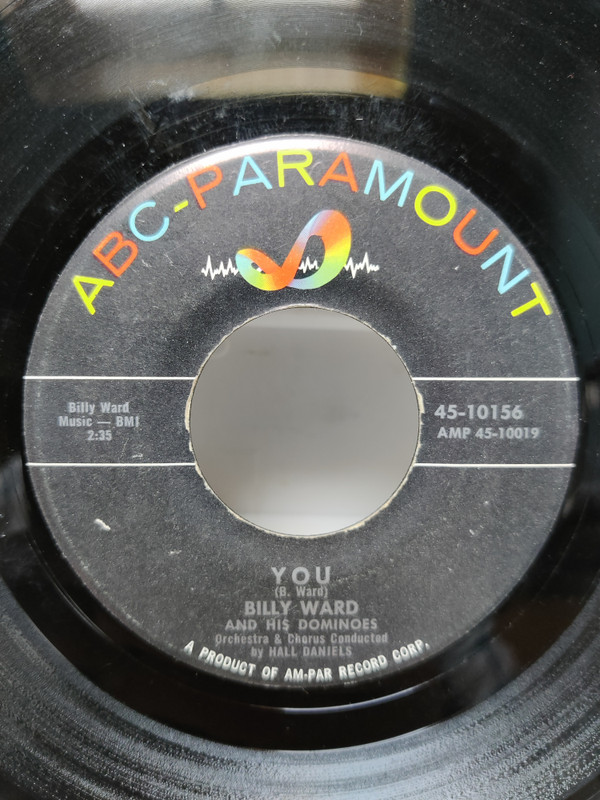 ABC-PARAMOUNT
Billy Ward
Music — BMI
2:35
45-10156
AMP 45-10019
YOU
(B. Ward)
BILLY WARD
AND HIS DOMINOES
Orchestra & Chorus Conducted
by HALL DANIELS
A PRODUCT OF AM-PAR RECORD CORP.